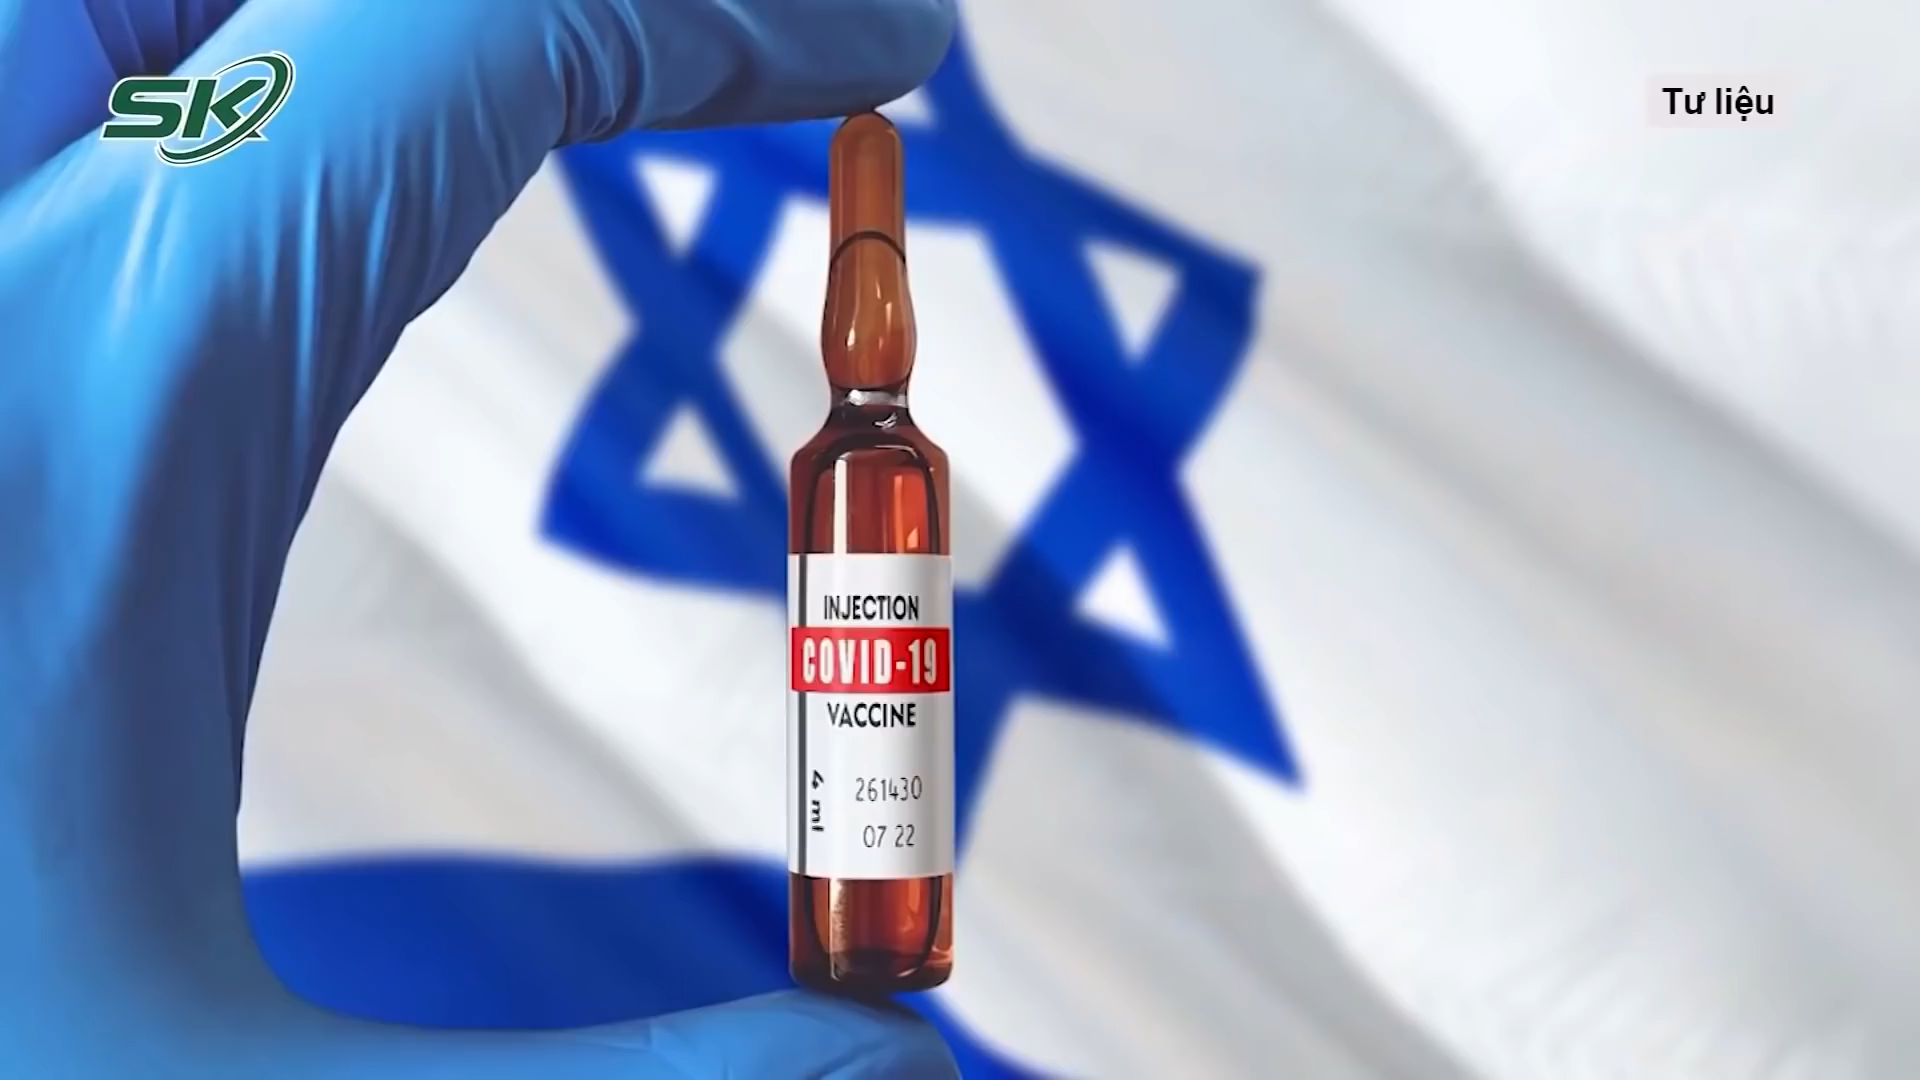 SK
Tư liệu
INJECTION
COVID-19
VACCINE
4 ml
261430
07 22